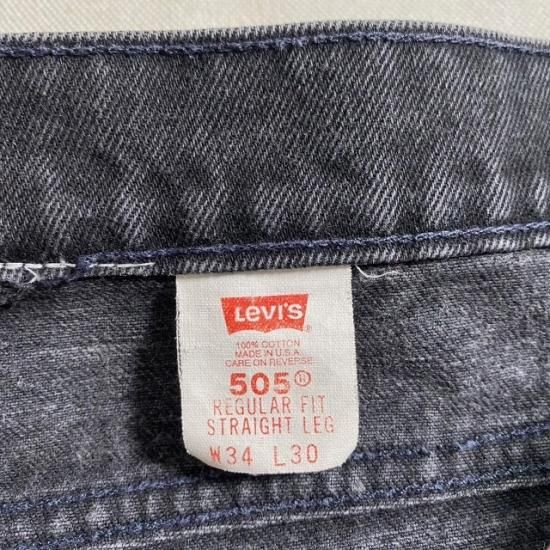 Levi's ®
100% COTTON
MADE IN U.S.A.
CARE ON REVERSE
505®
REGULAR FIT
STRAIGHT LEG
W34 L30